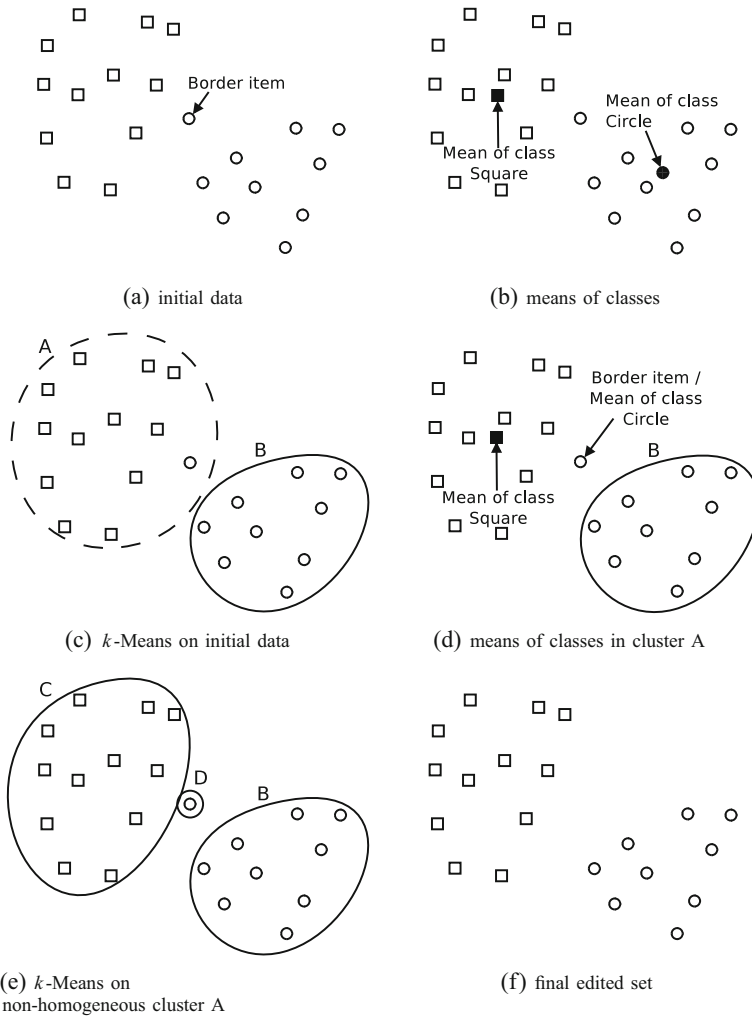 Border item
Mean of class
Circle
Mean of class
Square
(a) initial data
(b) means of classes
A
B
Border item /
Mean of class
Circle
B
Mean of class
Square
(c) k-Means on initial data
(d) means of classes in cluster A
C
D
B
(e) k-Means on
non-homogeneous cluster A
(f) final edited set